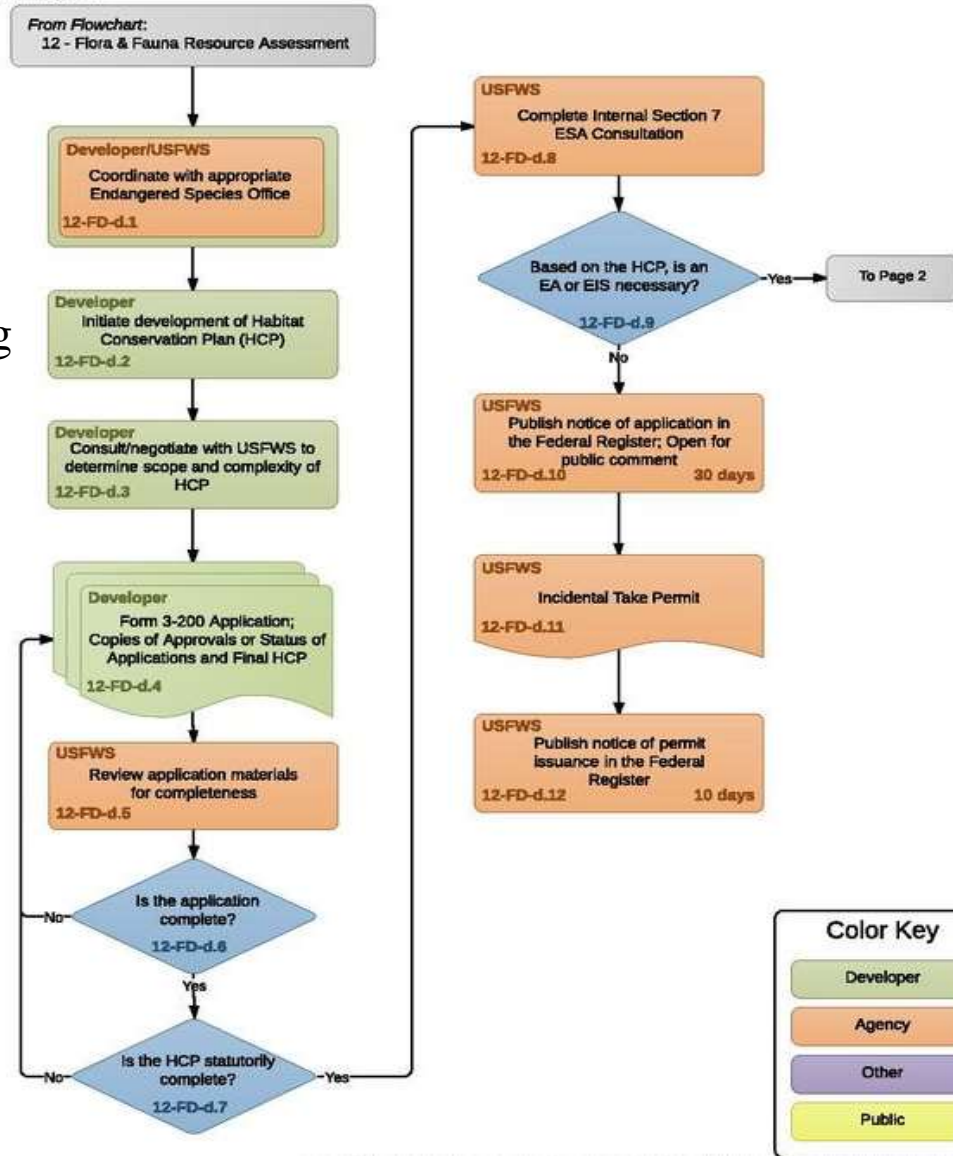 From Flowchart:
12 - Flora & Fauna Resource Assessment
Developer/USFWS
Coordinate with appropriate
Endangered Species Office
12-FD-d.1
Developer
Initiate development of Habitat
Conservation Plan (HCP)
12-FD-d.2
Developer
Consult/negotiate with USFWS to
determine scope and complexity of
HCP
12-FD-d.3
Developer
Form 3-200 Application;
Copies of Approvals or Status of
Applications and Final HCP
12-FD-d.4
USFWS
Review application materials
for completeness
12-FD-d.5
Is the application
complete?
12-FD-d.6
No
Yes
Is the HCP statutorily
complete?
12-FD-d.7
No
Yes
USFWS
Complete Internal Section 7
ESA Consultation
12-FD-d.8
Based on the HCP, is an
EA or EIS necessary?
12-FD-d.9
Yes
To Page 2
No
USFWS
Publish notice of application in
the Federal Register; Open for
public comment
12-FD-d.10 30 days
USFWS
Incidental Take Permit
12-FD-d.11
USFWS
Publish notice of permit
issuance in the Federal
Register
12-FD-d.12 10 days
Color Key
Developer
Agency
Other
Public